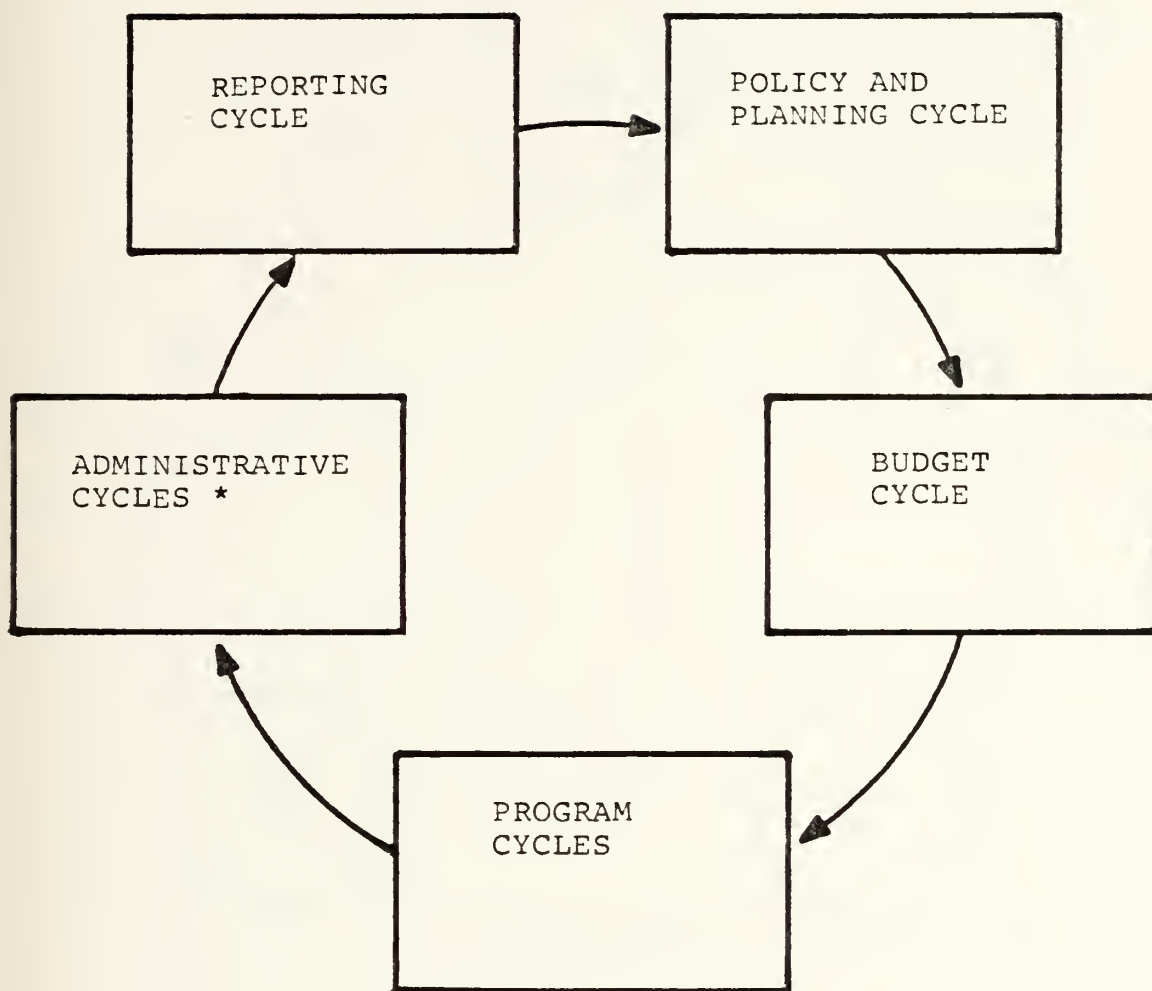 REPORTING
CYCLE
POLICY AND
PLANNING CYCLE
ADMINISTRATIVE
CYCLES *
BUDGET
CYCLE
PROGRAM
CYCLES